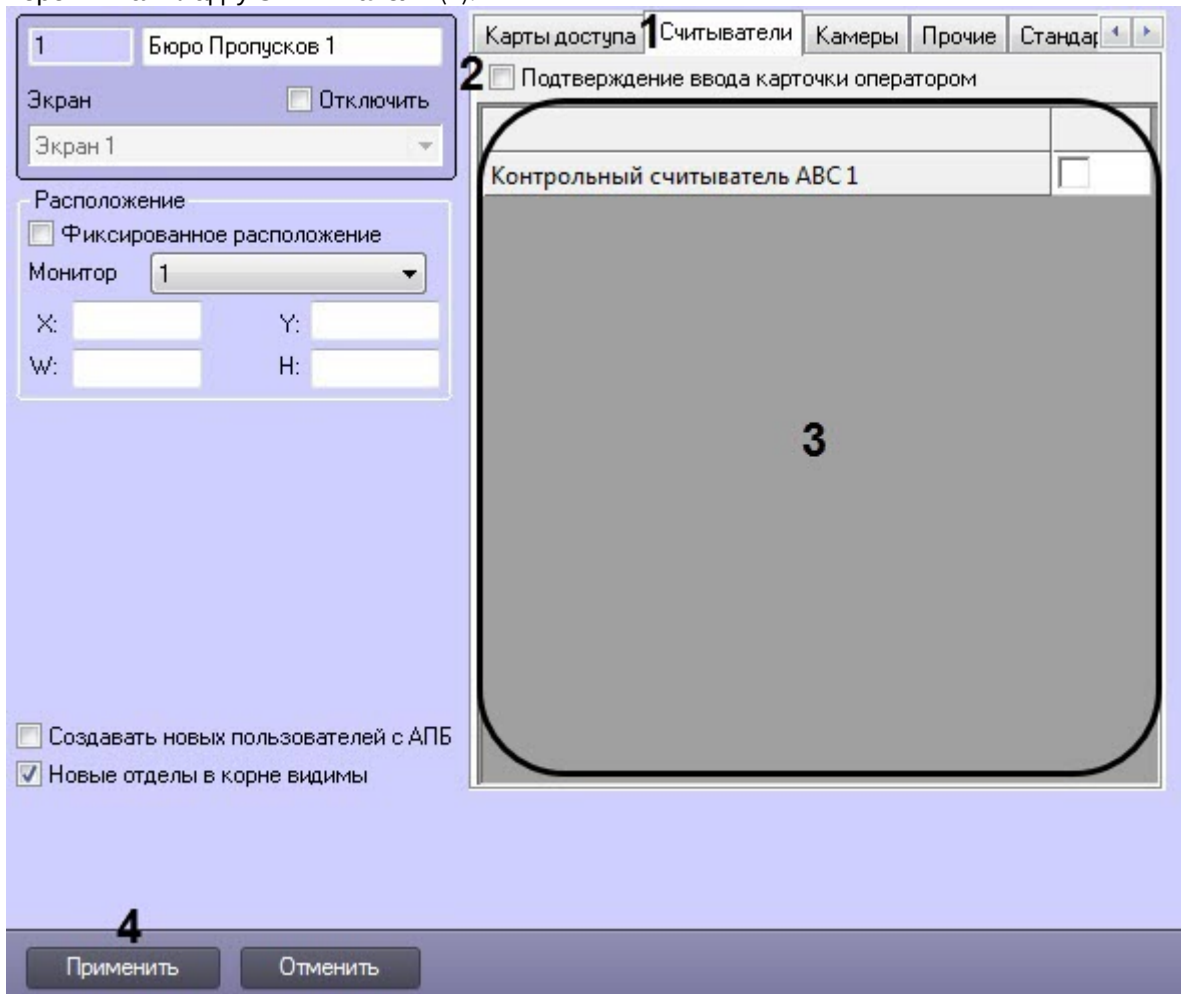 1 Бюро Пропусков 1
Экран Отключить
Экран 1
Расположение
Фиксированное расположение
Монитор 1
X: Y:
W: H:
Создавать новых пользователей с АПБ
Новые отделы в корне видимы
Карты доступа 1 Считыватели Камеры Прочие Стандар
2 Подтверждение ввода карточки оператором
Контрольный считыватель ABC 1
3
4
Применить Отменить